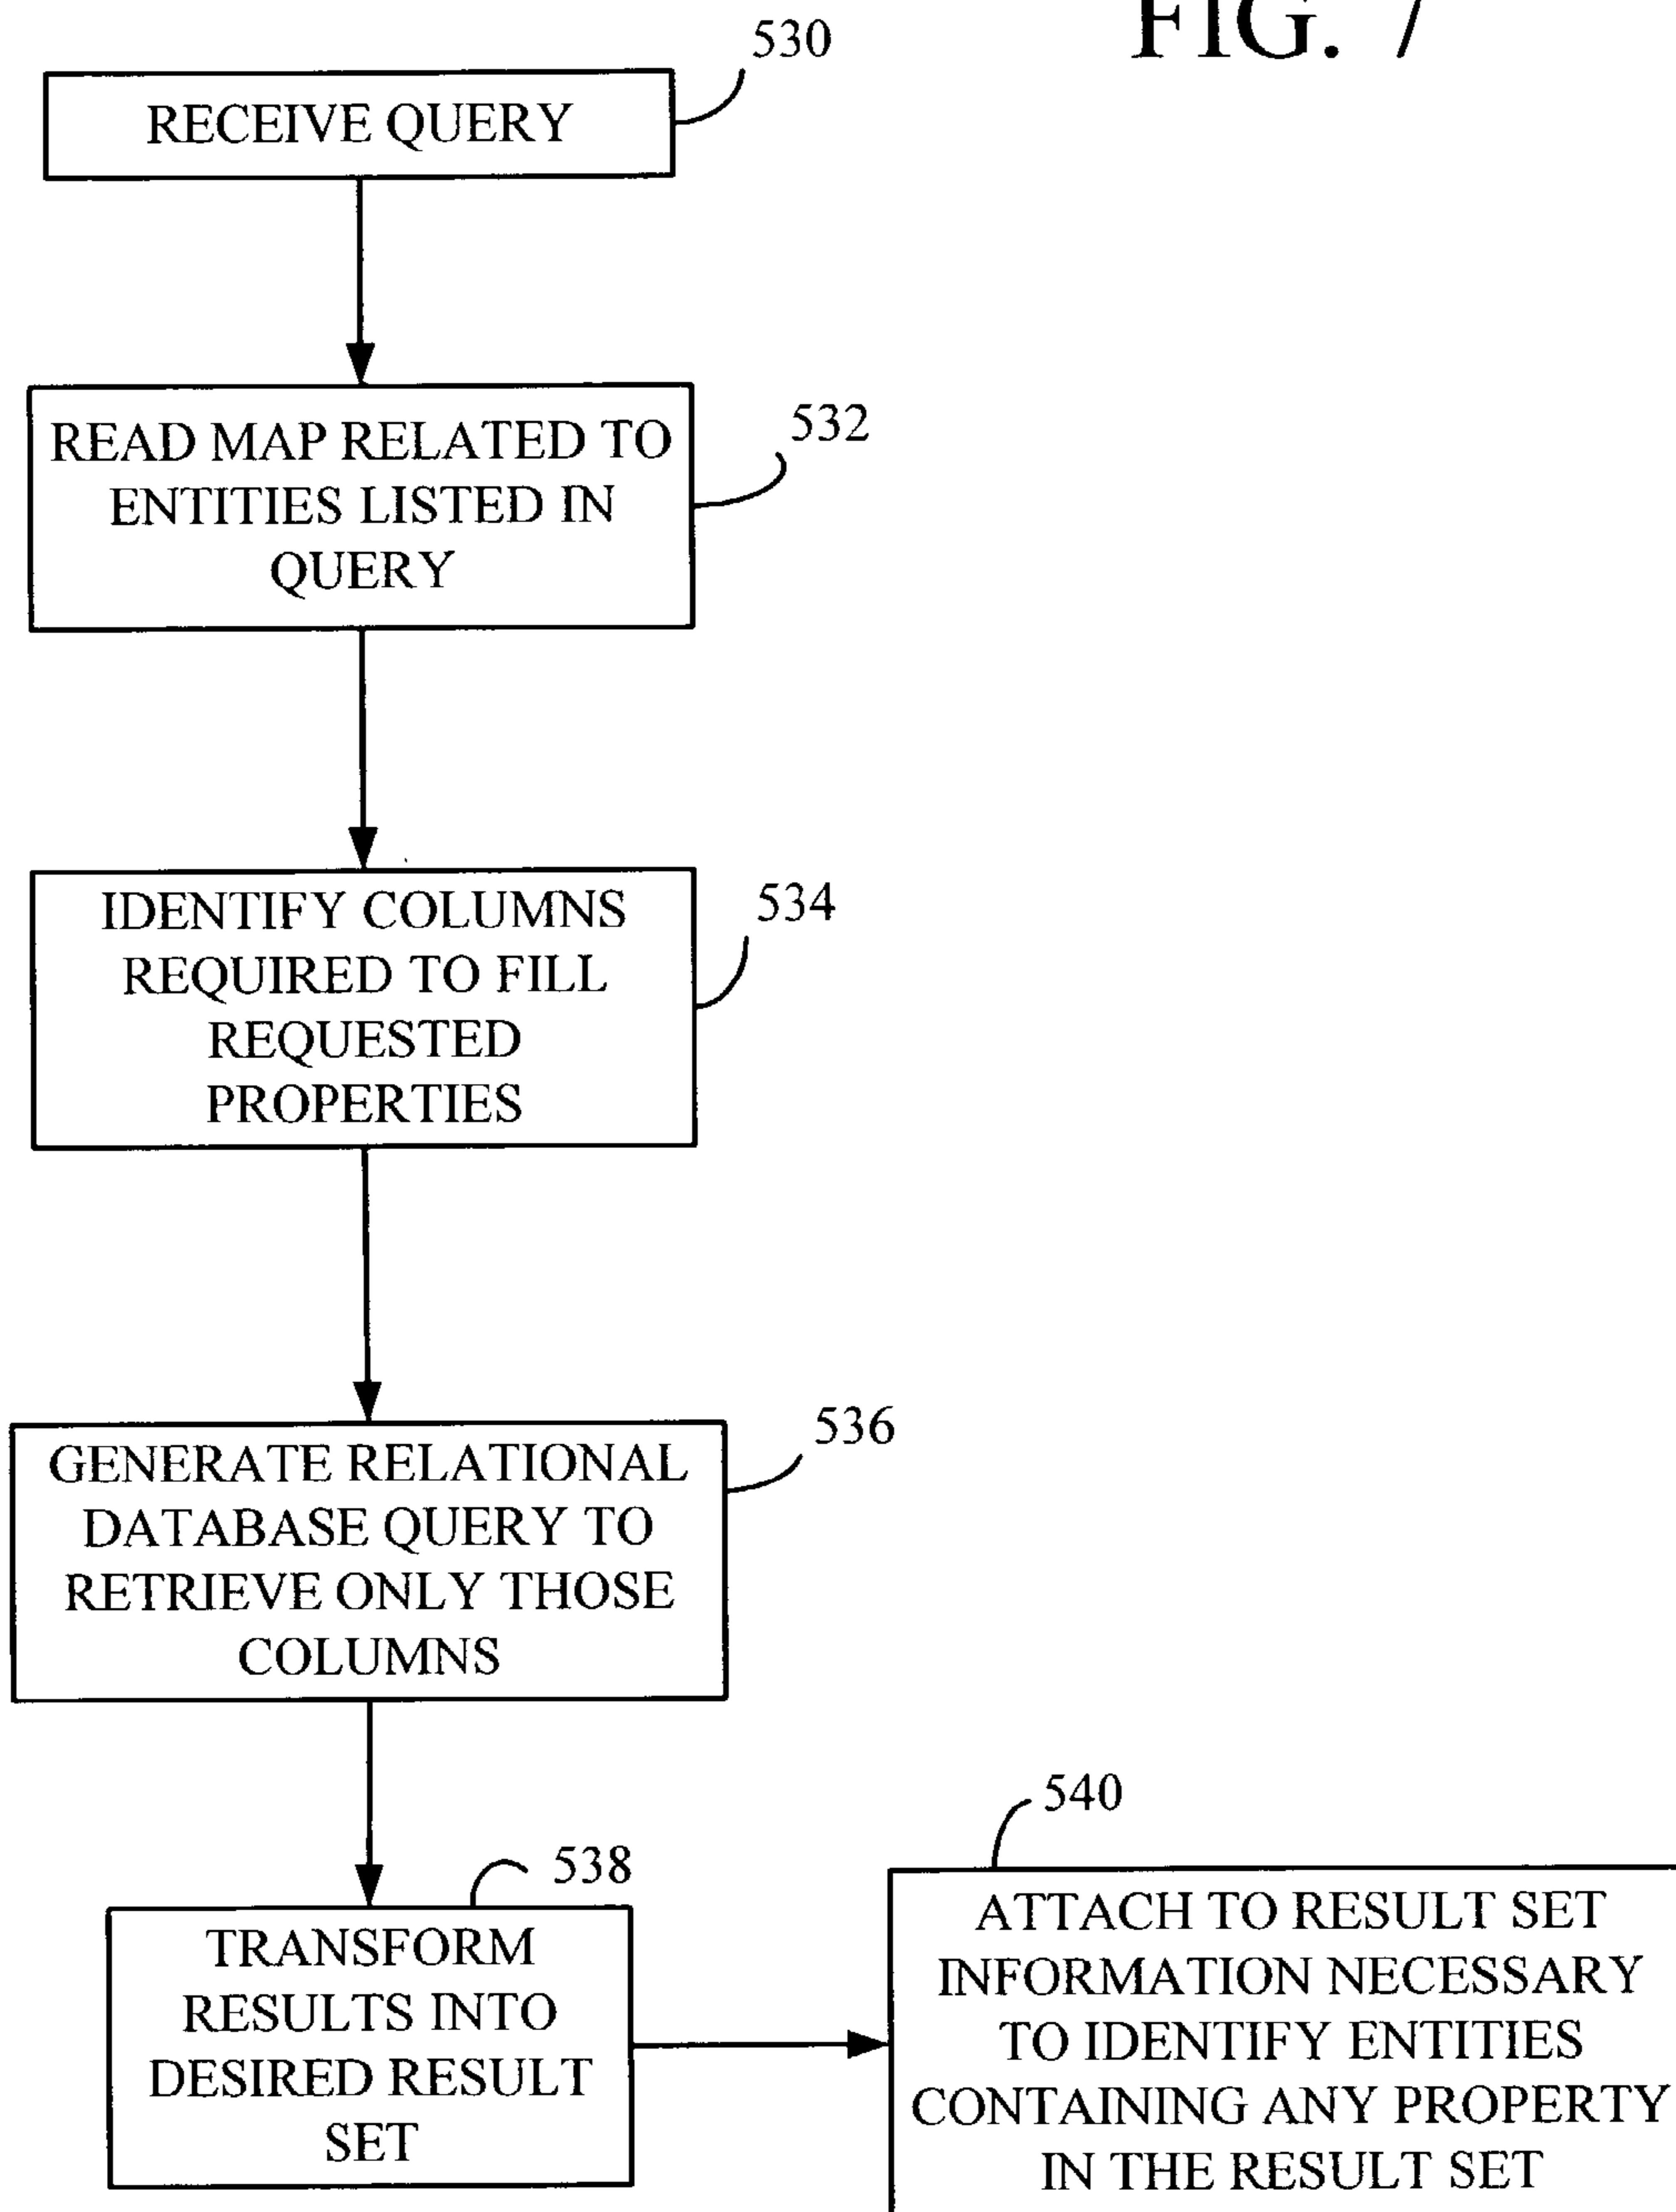 FIG. 7
530
RECEIVE QUERY
532
READ MAP RELATED TO
ENTITIES LISTED IN
QUERY
534
IDENTIFY COLUMNS
REQUIRED TO FILL
REQUESTED
PROPERTIES
536
GENERATE RELATIONAL
DATABASE QUERY TO
RETRIEVE ONLY THOSE
COLUMNS
538
TRANSFORM
RESULTS INTO
DESIRED RESULT
SET
540
ATTACH TO RESULT SET
INFORMATION NECESSARY
TO IDENTIFY ENTITIES
CONTAINING ANY PROPERTY
IN THE RESULT SET